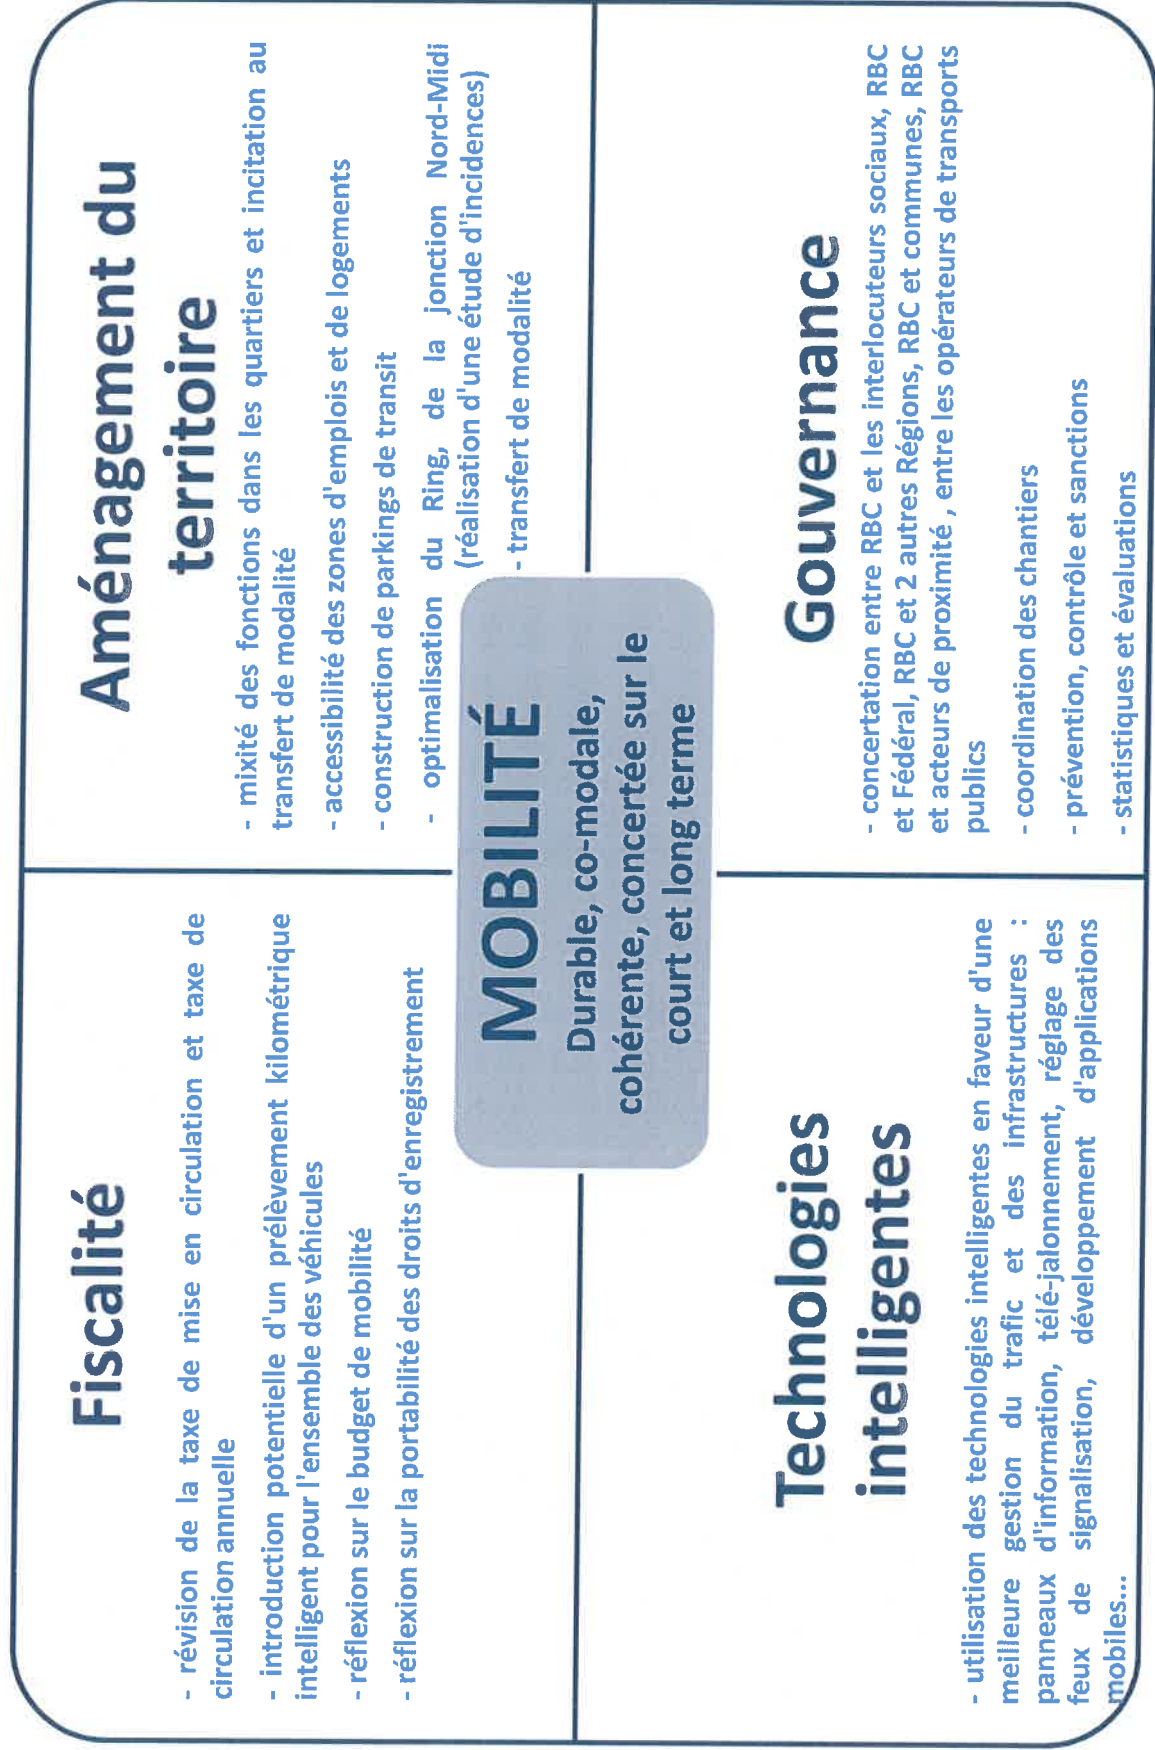 Fiscalité
- révision de la taxe de mise en circulation et taxe de
circulation annuelle
- introduction potentielle d'un prélèvement kilométrique
intelligent pour l'ensemble des véhicules
- réflexion sur le budget de mobilité
- réflexion sur la portabilité des droits d'enregistrement
Aménagement du
territoire
- mixité des fonctions dans les quartiers et incitation au
transfert de modalité
- accessibilité des zones d'emplois et de logements
- construction de parkings de transit
- optimalisation du Ring, de la jonction Nord-Midi
(réalisation d'une étude d'incidences)
- transfert de modalité
MOBILITÉ
Durable, co-modale,
cohérente, concertée sur le
court et long terme
Technologies
intelligentes
- utilisation des technologies intelligentes en faveur d'une
meilleure gestion du trafic et des infrastructures :
panneaux d'information, télé-jalonnement, réglage des
feux de signalisation, développement d'applications
mobiles...
Gouvernance
- concertation entre RBC et les interlocuteurs sociaux, RBC
et Fédéral, RBC et 2 autres Régions, RBC et communes, RBC
et acteurs de proximité , entre les opérateurs de transports
publics
- coordination des chantiers
- prévention, contrôle et sanctions
- statistiques et évaluations